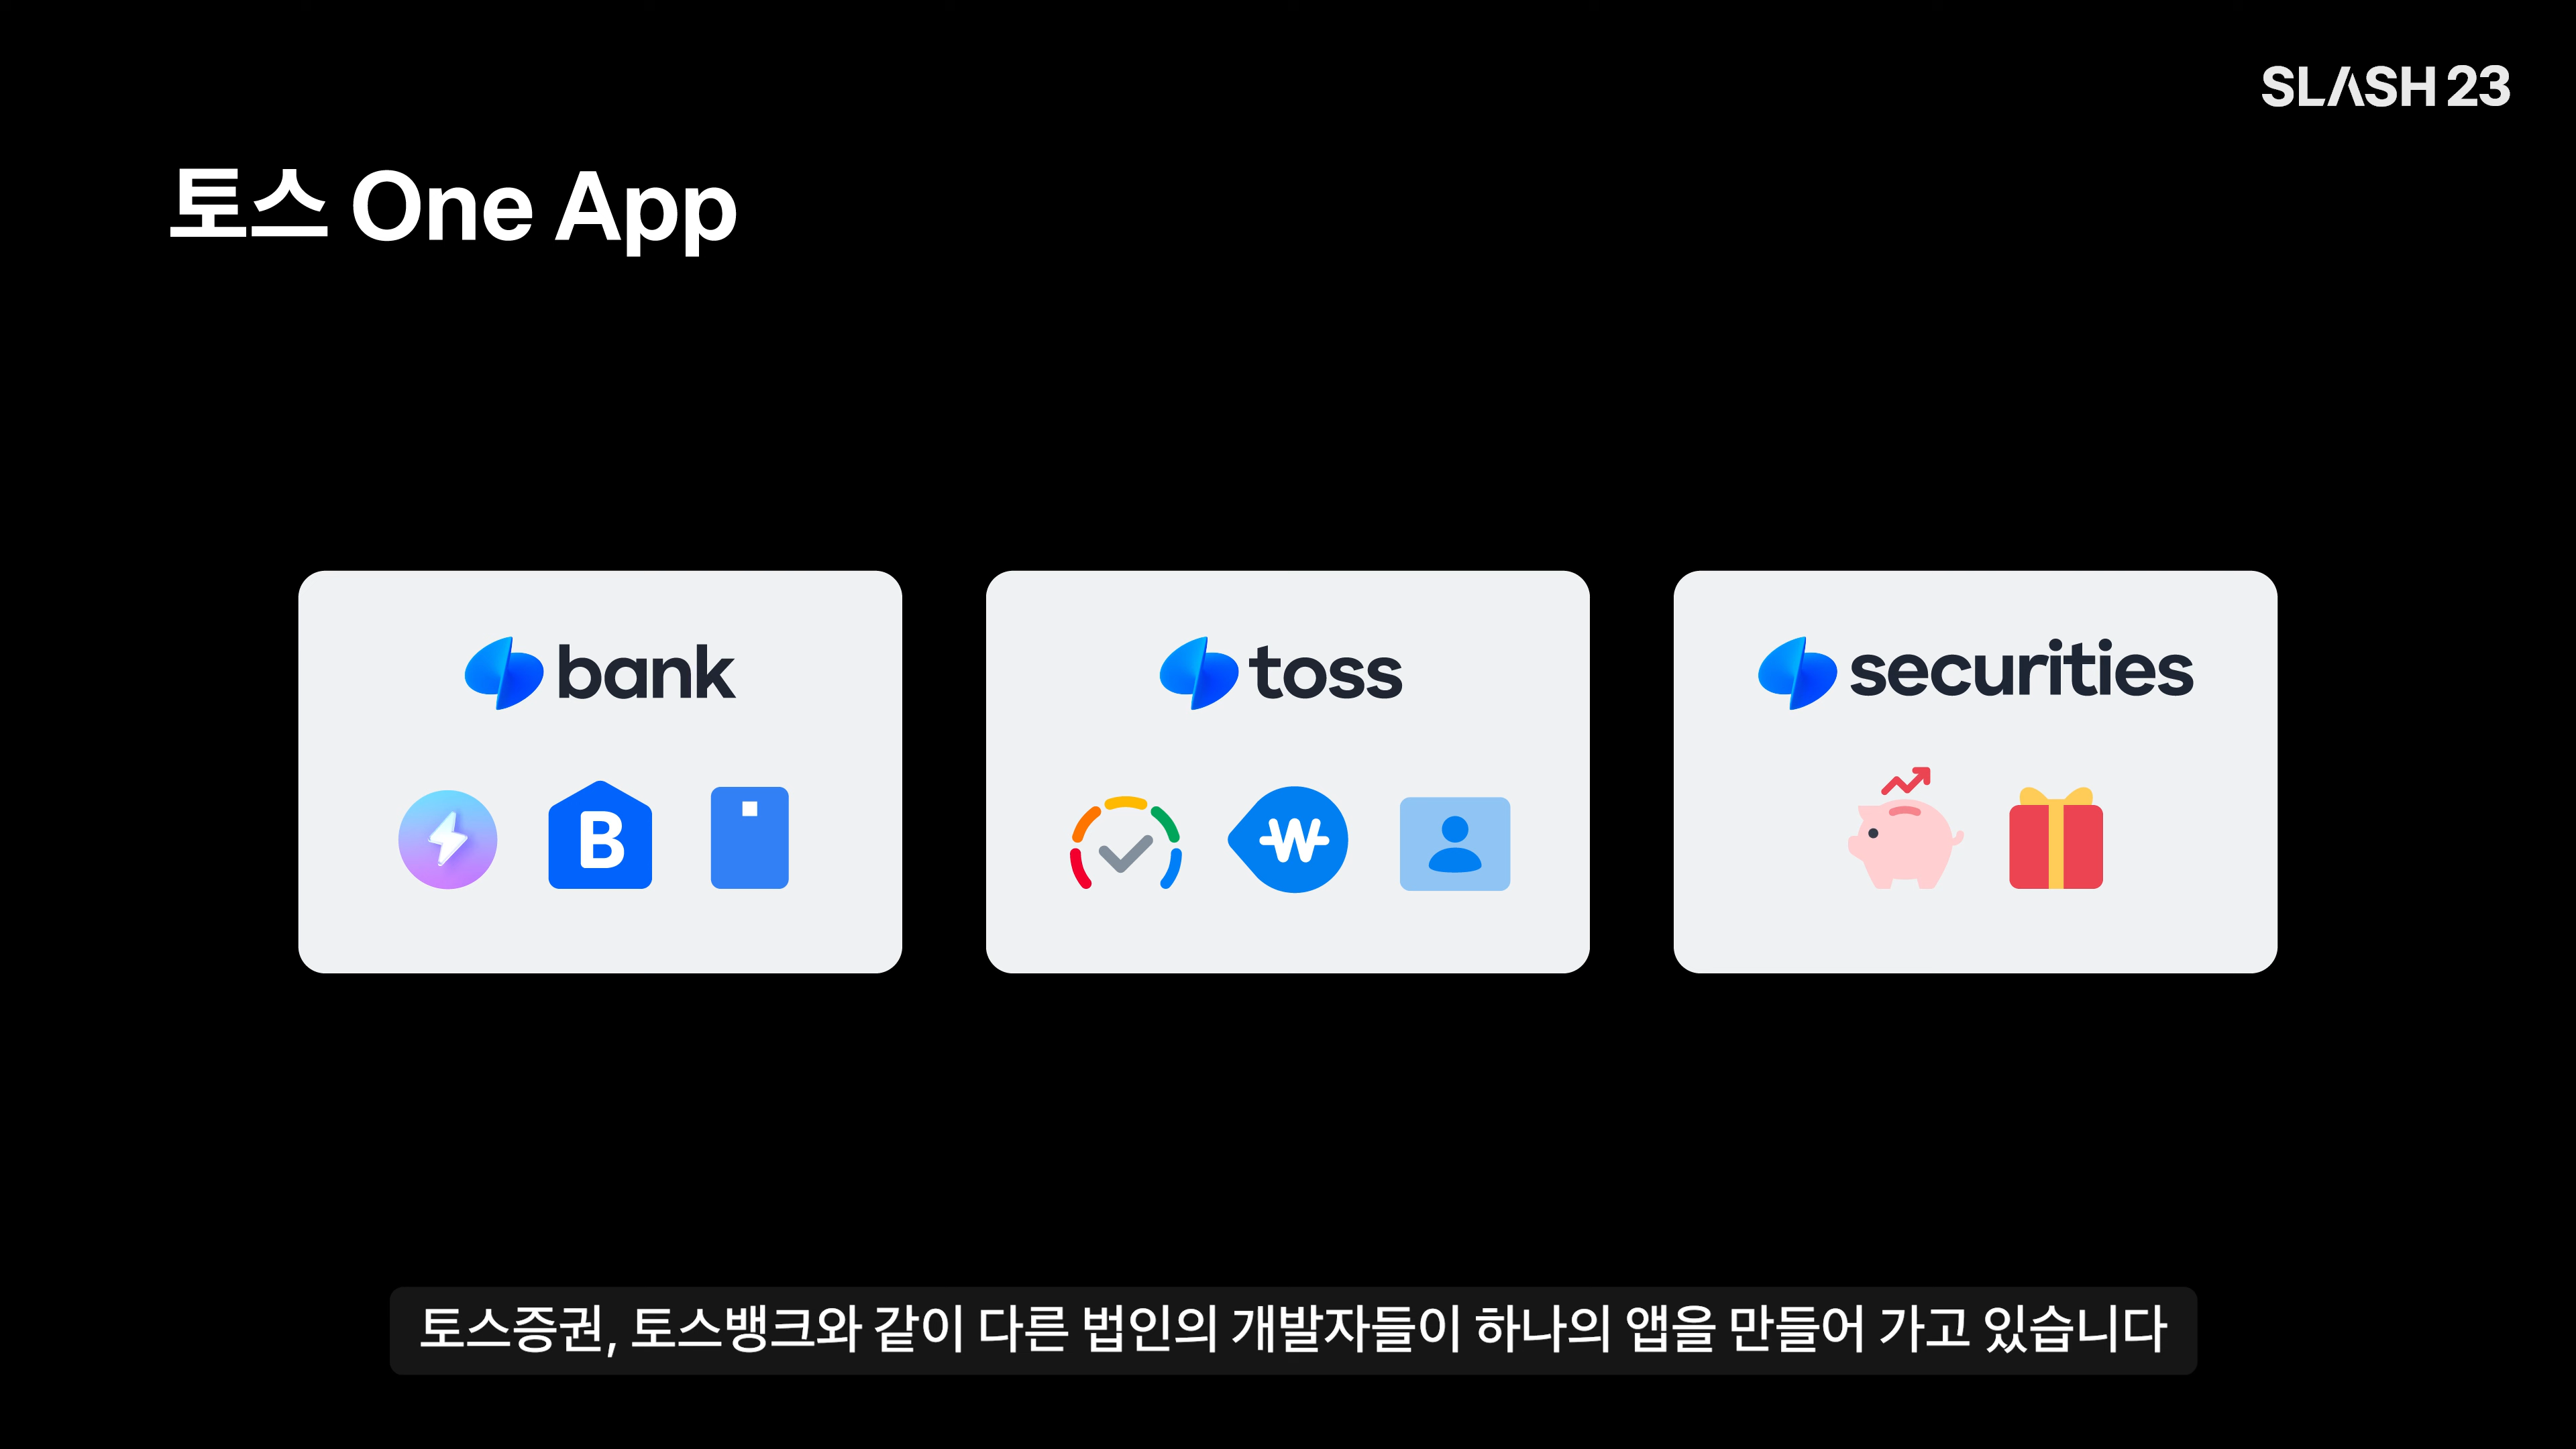 SLASH 23
토스 One App
bank
toss
securities
B
W
토스증권, 토스뱅크와 같이 다른 법인의 개발자들이 하나의 앱을 만들어 가고 있습니다